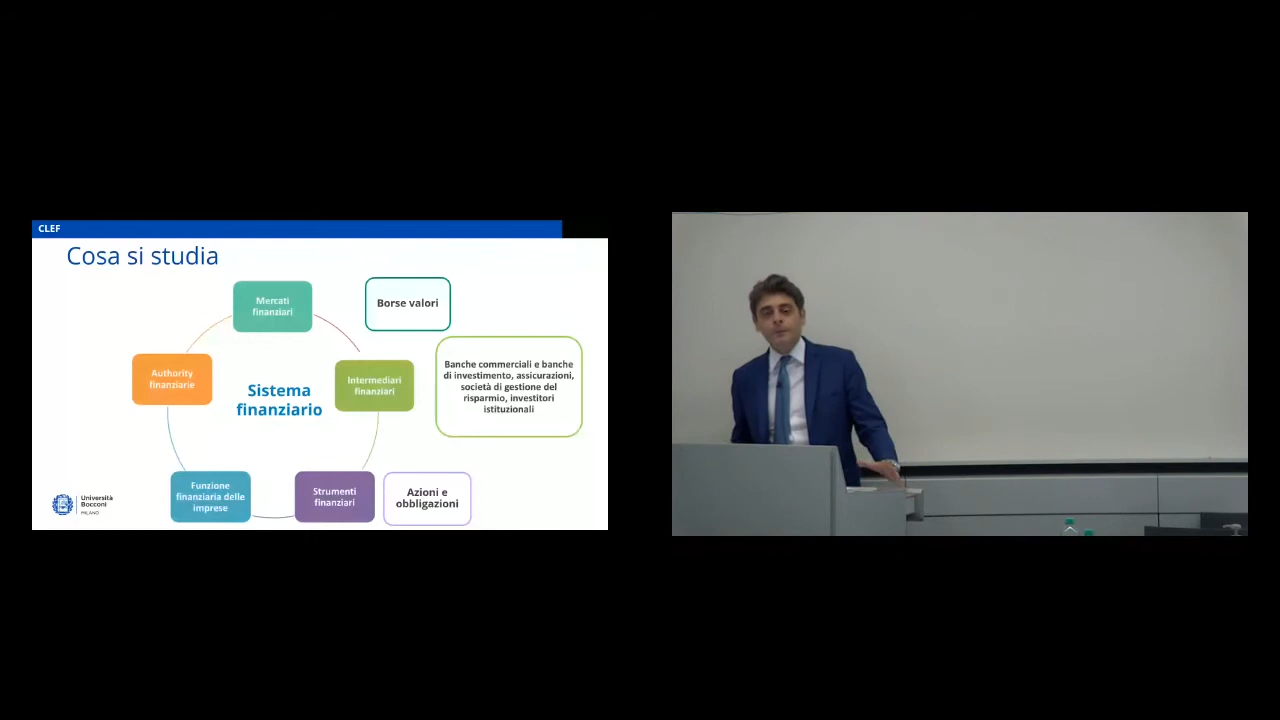 CLEF
Cosa si studia
Mercati
finanziari
Borse valori
Authority
finanziarie
Sistema
finanziario
Intermediari
finanziari
Banche commerciali e banche
di investimento, assicurazioni,
società di gestione del
risparmio, investitori
istituzionali
Funzione
finanziaria delle
imprese
Strumenti
finanziari
Azioni e
obbligazioni
Università
Bocconi
MILANO